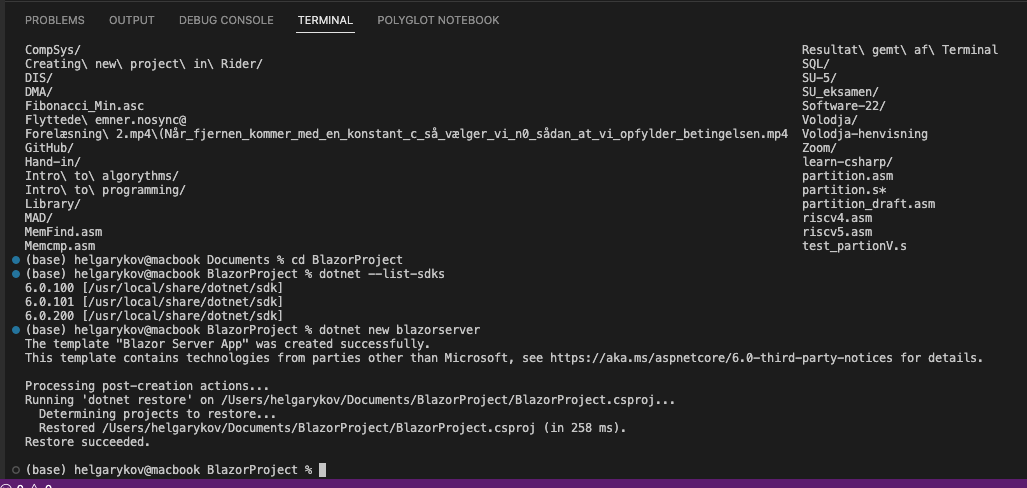 PROBLEMS OUTPUT DEBUG CONSOLE TERMINAL POLYGLOT NOTEBOOK
CompSys/ Resultat\ gemt\ af\ Terminal
Creating\ new\ project\ in\ Rider/ SQL/
DIS/ SU-5/
DMA/ SU_eksamen/
Fibonacci_Min.asc Software-22/
Flyttede\ emner.nosync@ Volodja/
Forelæsning\ 2.mp4\(Når_fjernen_kommer_med_en_konstant_c_så_vælger_vi_n0_sådan_at_vi_opfylder_betingelsen.mp4 Volodja-henvisning
GitHub/ Zoom/
Hand-in/ learn-csharp/
Intro\ to\ algorythms/ partition.asm
Intro\ to\ programming/ partition.s*
Library/ partition_draft.asm
MAD/ riscv4.asm
MemFind.asm riscv5.asm
Memcmp.asm test_partionV.s
(base) helgarykov@macbook Documents % cd BlazorProject
(base) helgarykov@macbook BlazorProject % dotnet --list-sdks
6.0.100 [/usr/local/share/dotnet/sdk]
6.0.101 [/usr/local/share/dotnet/sdk]
6.0.200 [/usr/local/share/dotnet/sdk]
(base) helgarykov@macbook BlazorProject % dotnet new blazorserver
The template "Blazor Server App" was created successfully.
This template contains technologies from parties other than Microsoft, see https://aka.ms/aspnetcore/6.0-third-party-notices for details.
Processing post-creation actions...
Running 'dotnet restore' on /Users/helgarykov/Documents/BlazorProject/BlazorProject.csproj...
Determining projects to restore...
Restored /Users/helgarykov/Documents/BlazorProject/BlazorProject.csproj (in 258 ms).
Restore succeeded.
(base) helgarykov@macbook BlazorProject %